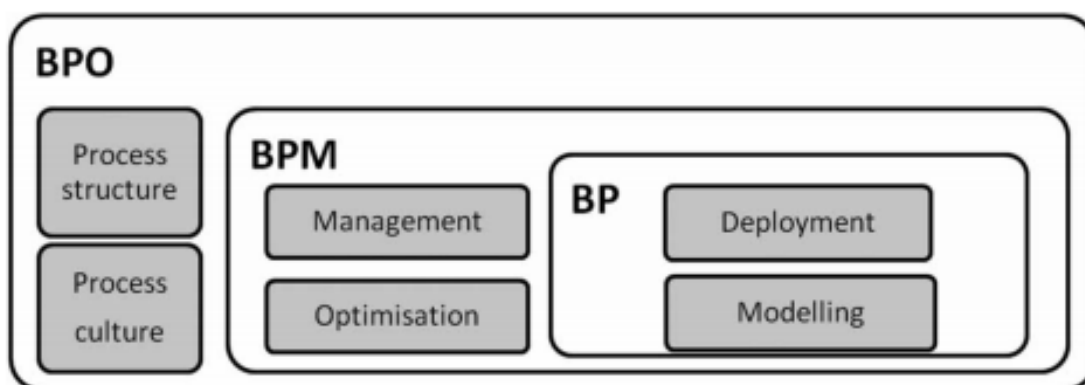 BPO
Process
structure
Process
culture
BPM
Management
Optimisation
BP
Deployment
Modelling